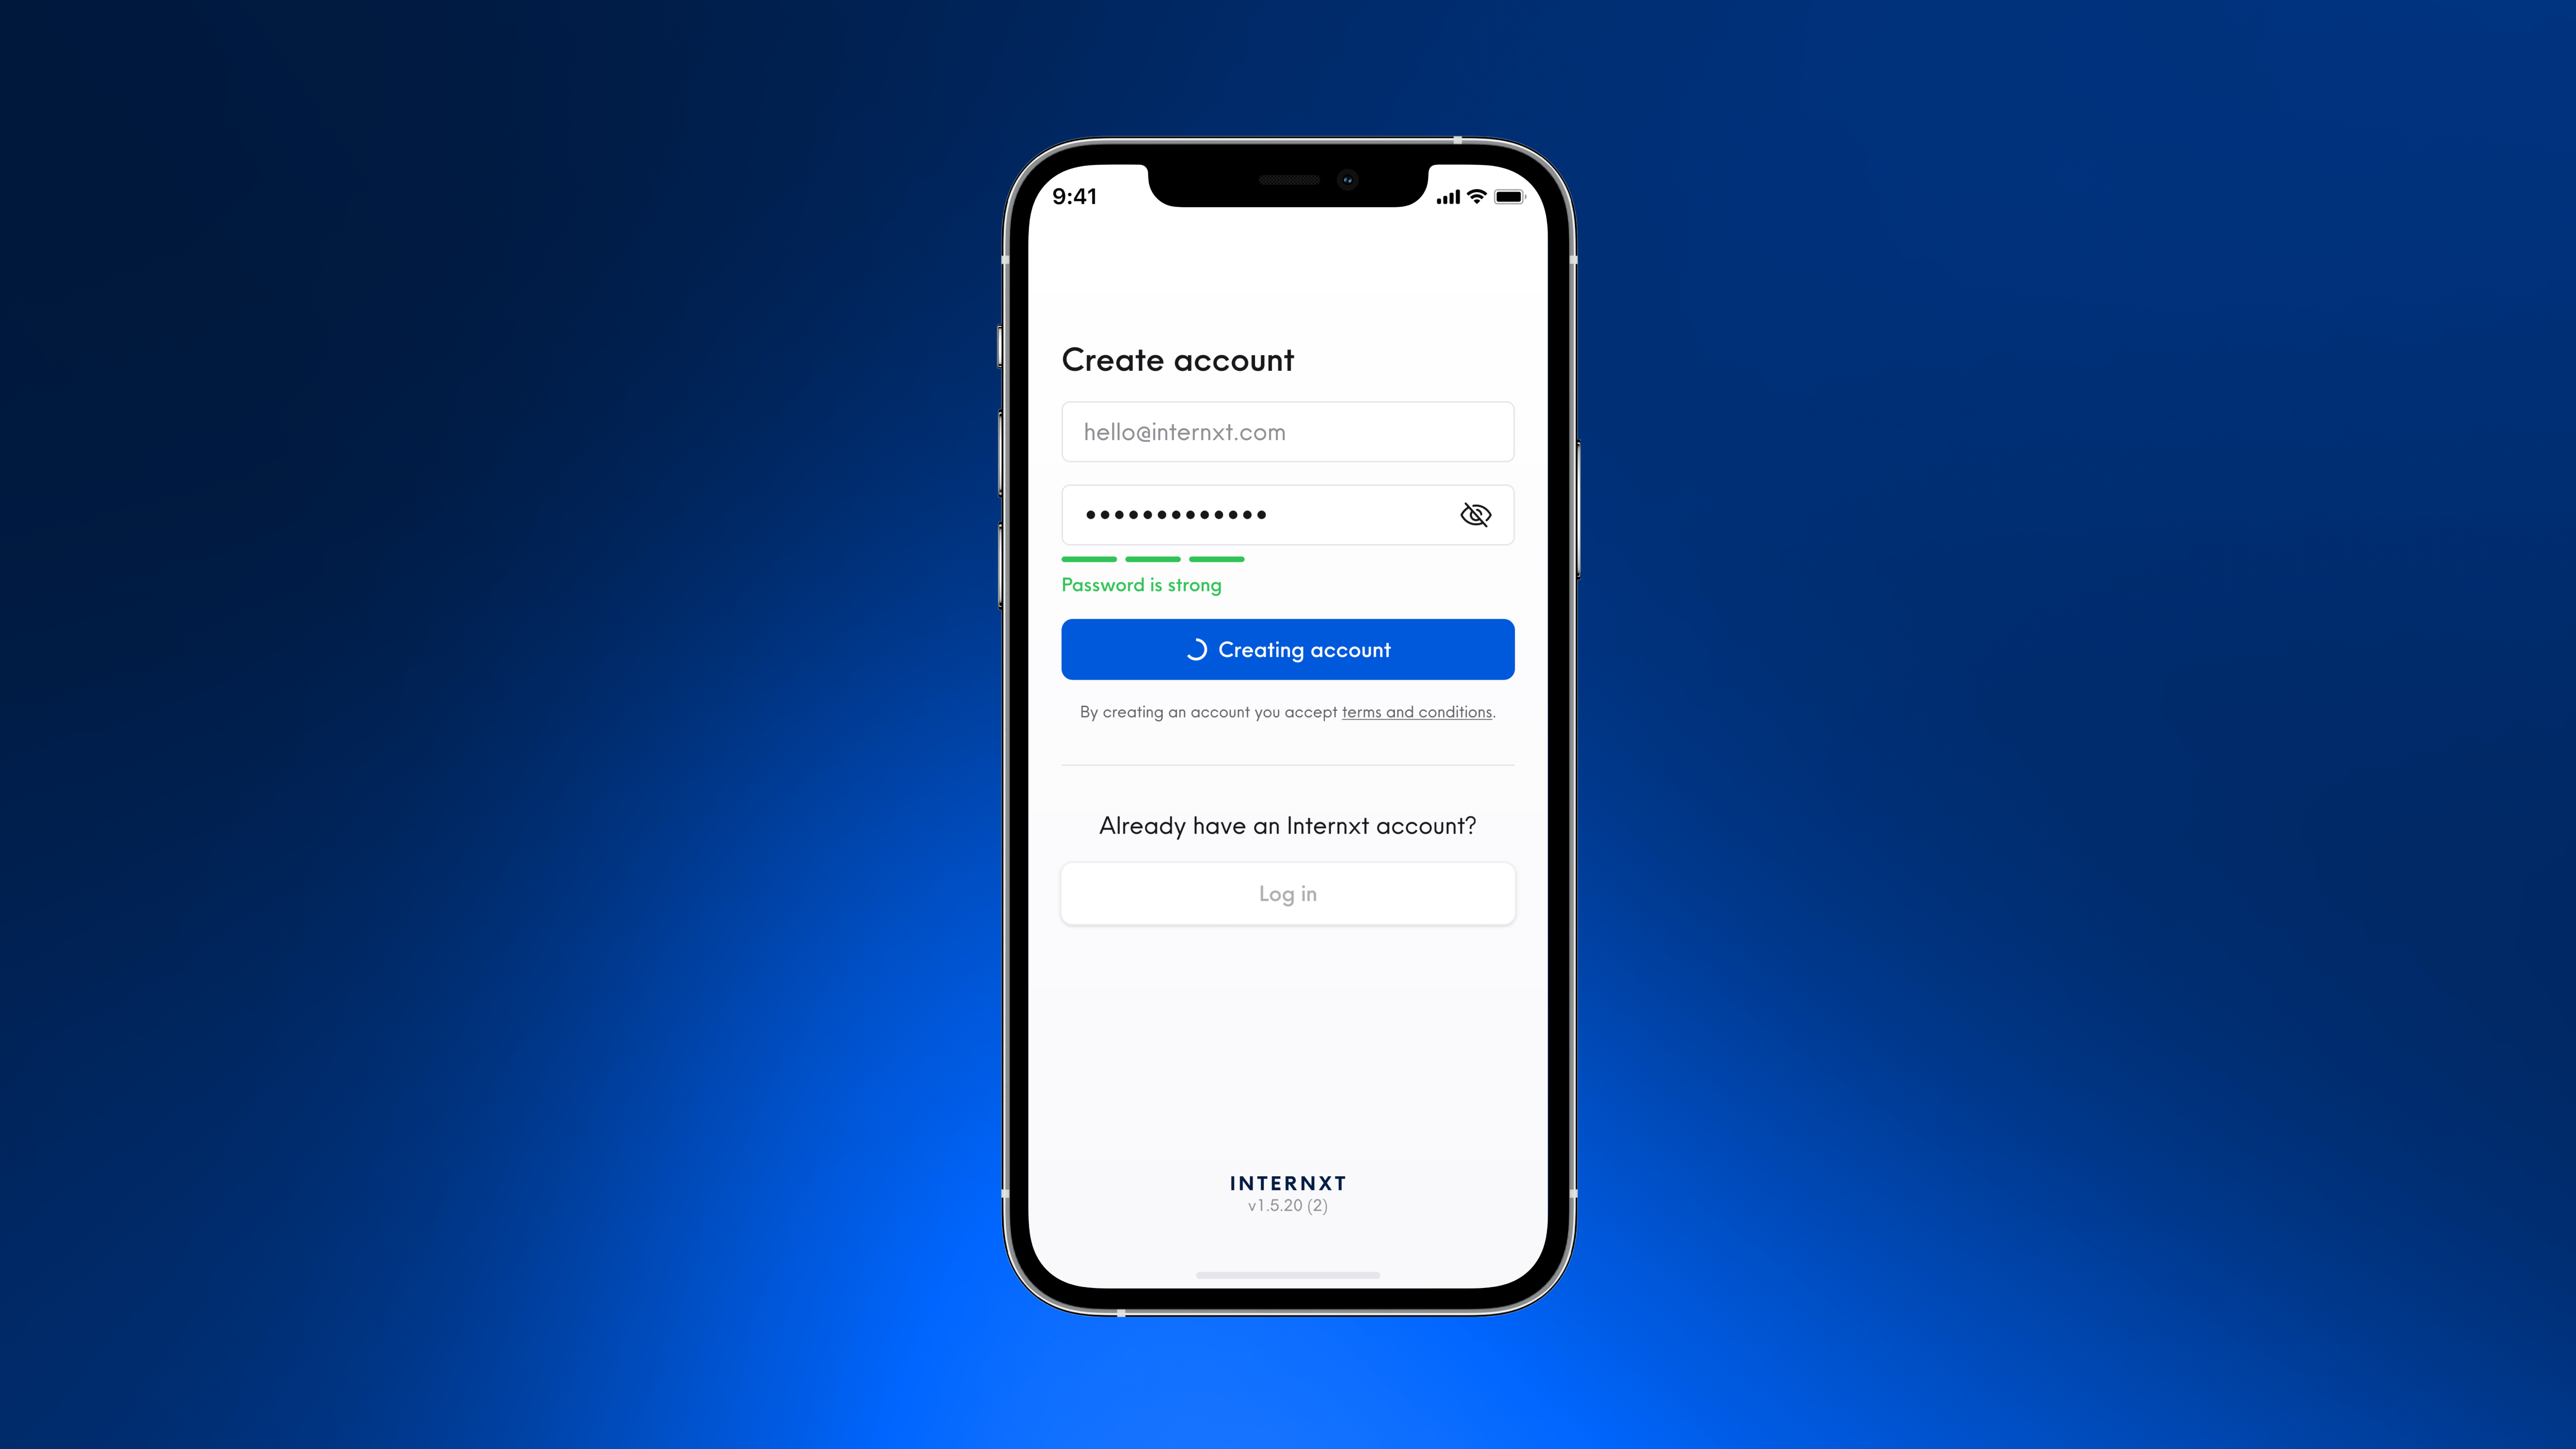 9:41
Create account
hello@internxt.com
Password is strong
Creating account
By creating an account you accept terms and conditions.
Already have an Internxt account?
Log in
INTERNXT
v1.5.20 (2)